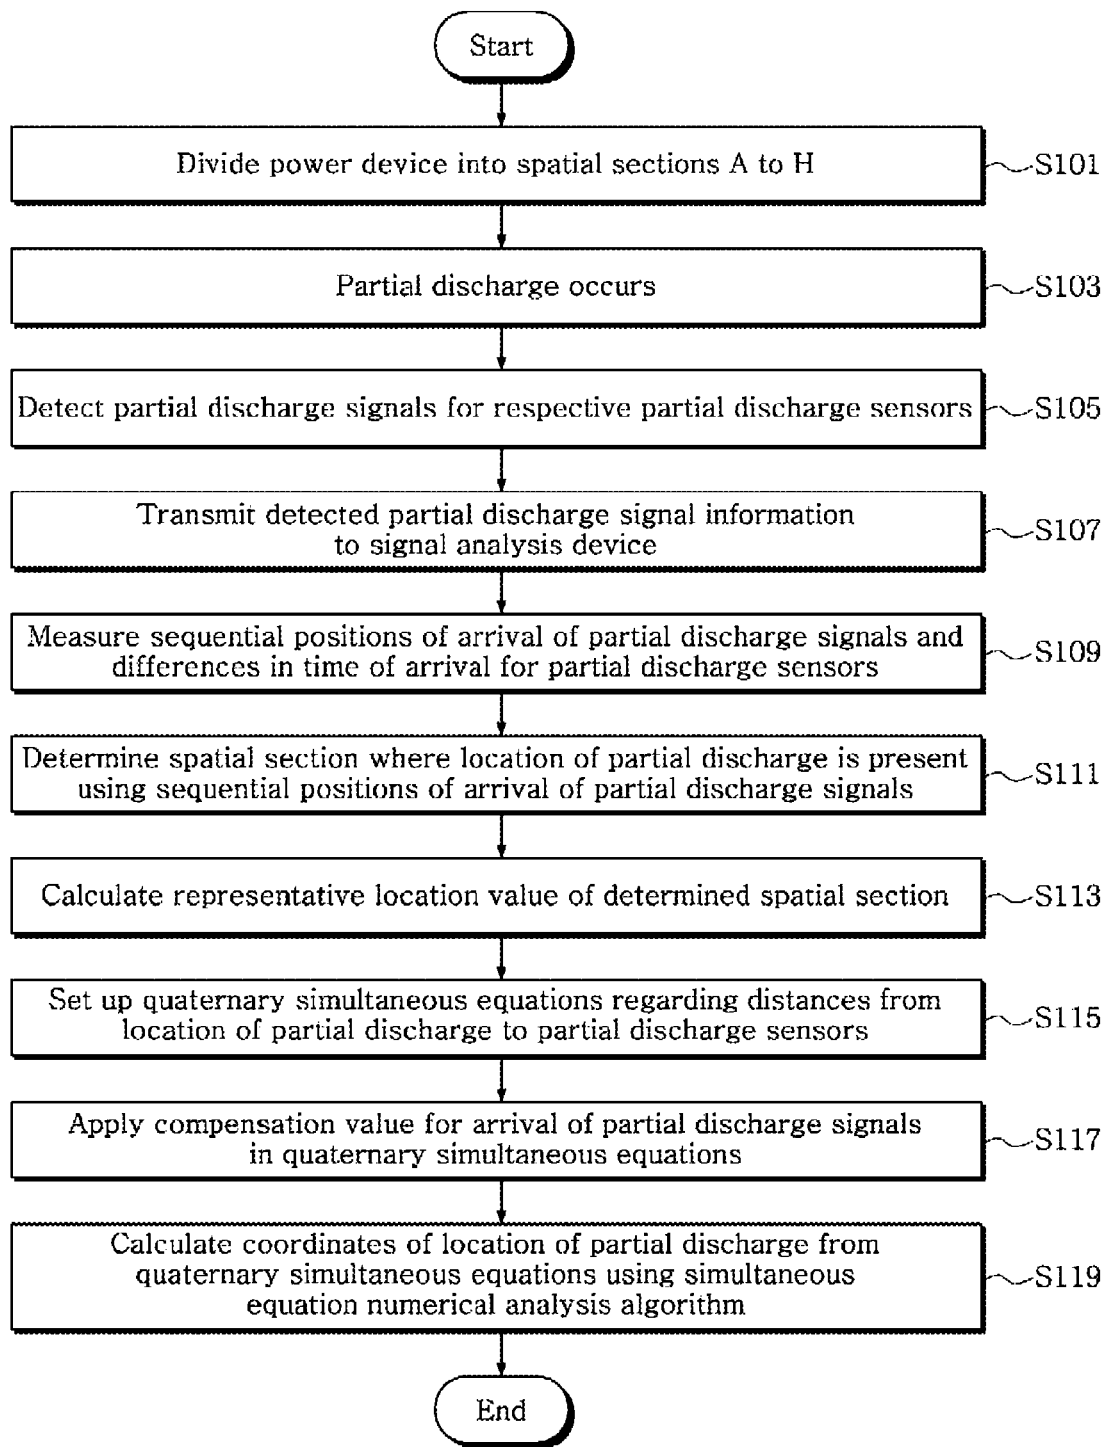 Start
Divide power device into spatial sections A to H
S101
Partial discharge occurs
S103
Detect partial discharge signals for respective partial discharge sensors
S105
Transmit detected partial discharge signal information
to signal analysis device
S107
Measure sequential positions of arrival of partial discharge signals and
differences in time of arrival for partial discharge sensors
S109
Determine spatial section where location of partial discharge is present
using sequential positions of arrival of partial discharge signals
S111
Calculate representative location value of determined spatial section
S113
Set up quaternary simultaneous equations regarding distances from
location of partial discharge to partial discharge sensors
S115
Apply compensation value for arrival of partial discharge signals
in quaternary simultaneous equations
S117
Calculate coordinates of location of partial discharge from
quaternary simultaneous equations using simultaneous
equation numerical analysis algorithm
S119
End